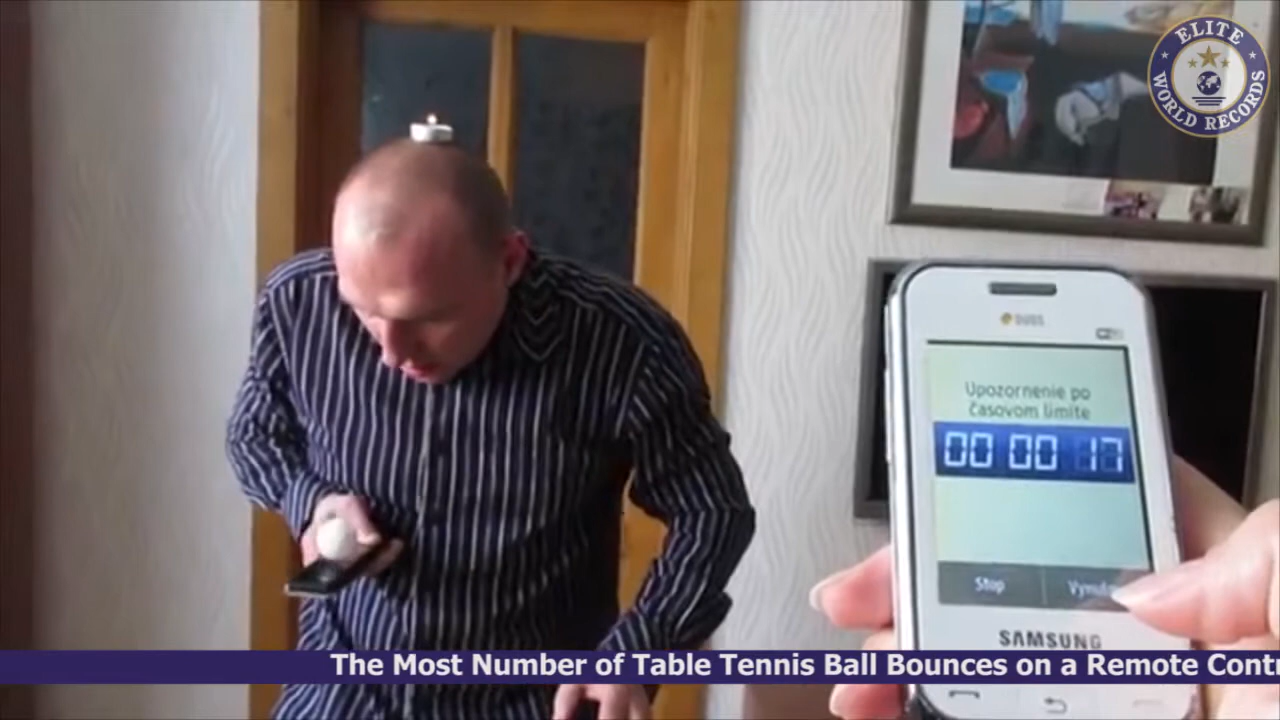 ELITE
WORLD RECORDS
DUOS
Upozornenie po
časovom limite
00 00 17
Stop
SAMSUNG
The Most Number of Table Tennis Ball Bounces on a Remote Contr